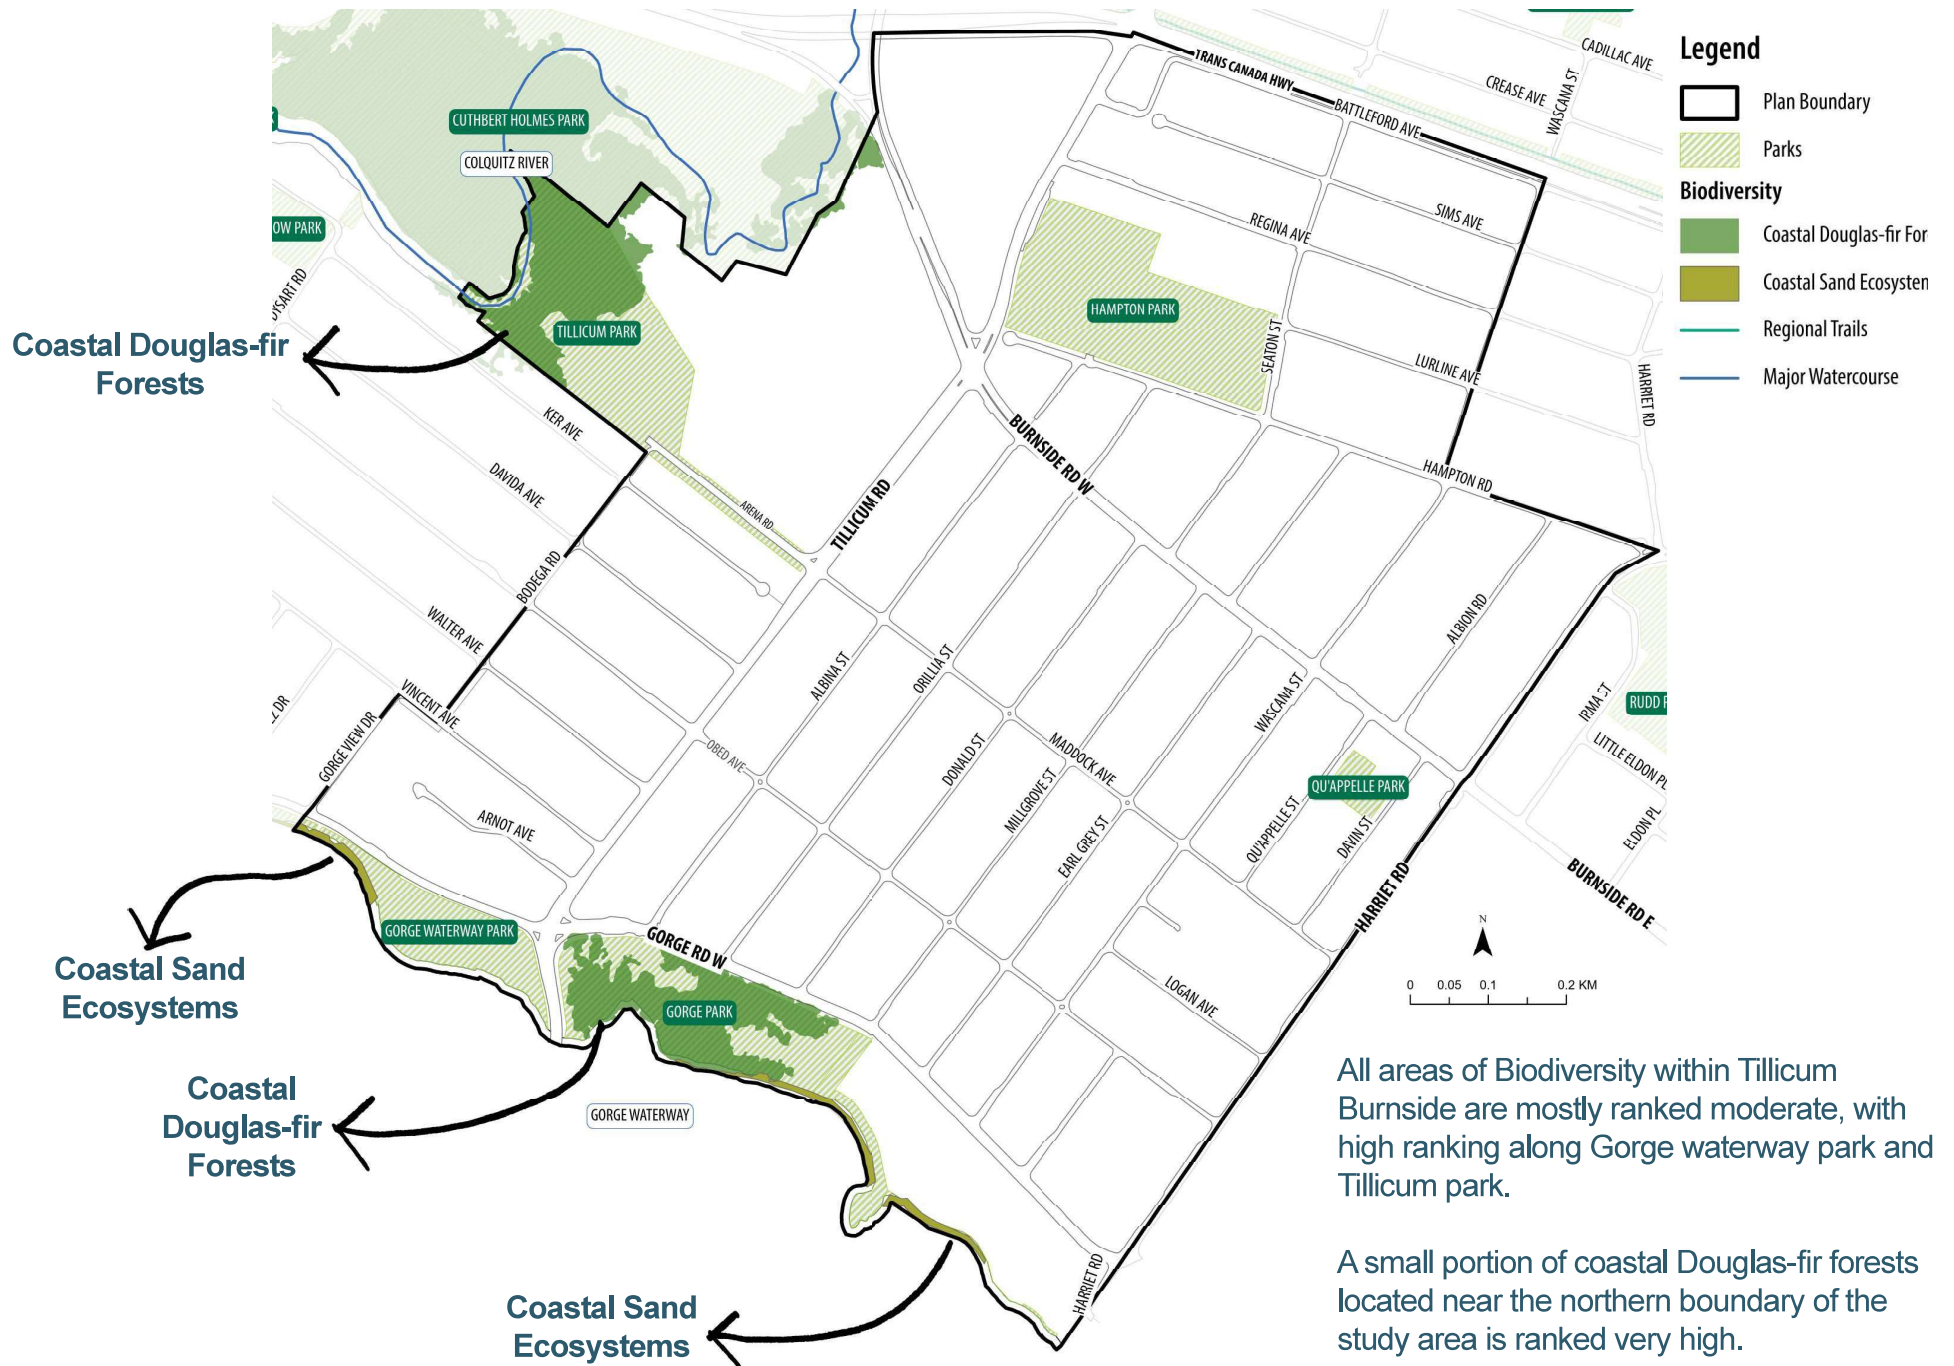 CADILLAC AVE
CREASE AVE
WASCANA ST
TRANS CANADA HWY
BATTLEFORD AVE
CUTHBERT HOLMES PARK
COLQUITZ RIVER
OW PARK
DYSART RD
SIMS AVE
REGINA AVE
HAMPTON PARK
SEATON ST
LURLINE AVE
HARRIET RD
TILLICUM PARK
Coastal Douglas-fir
Forests
KER AVE
DAVIDA AVE
BURNSIDE RD W
HAMPTON RD
TILLICUM RD
ARENA RD
BODEGA RD
WALTER AVE
ALBION RD
ALBINA ST
ORILLIA ST
VINCENT AVE
GORGE VIEW DR
Z DR
WASCANA ST
IRMA ST
RUDD P
LITTLE ELDON PL
ELDON PL
OBED AVE
DONALD ST
MADDOCK AVE
MILLGROVE ST
EARL GREY ST
QU'APPELLE PARK
QU'APPELLE ST
DAVIN ST
ARNOT AVE
HARRIET RD
BURNSIDE RD E
GORGE WATERWAY PARK
GORGE RD W
LOGAN AVE
GORGE PARK
Coastal Sand
Ecosystems
Coastal
Douglas-fir
Forests
GORGE WATERWAY
HARRIET RD
Coastal Sand
Ecosystems
Legend
Plan Boundary
Parks
Biodiversity
Coastal Douglas-fir For
Coastal Sand Ecosystem
Regional Trails
Major Watercourse
N
0 0.05 0.1 0.2 KM
All areas of Biodiversity within Tillicum
Burnside are mostly ranked moderate, with
high ranking along Gorge waterway park and
Tillicum park.
A small portion of coastal Douglas-fir forests
located near the northern boundary of the
study area is ranked very high.